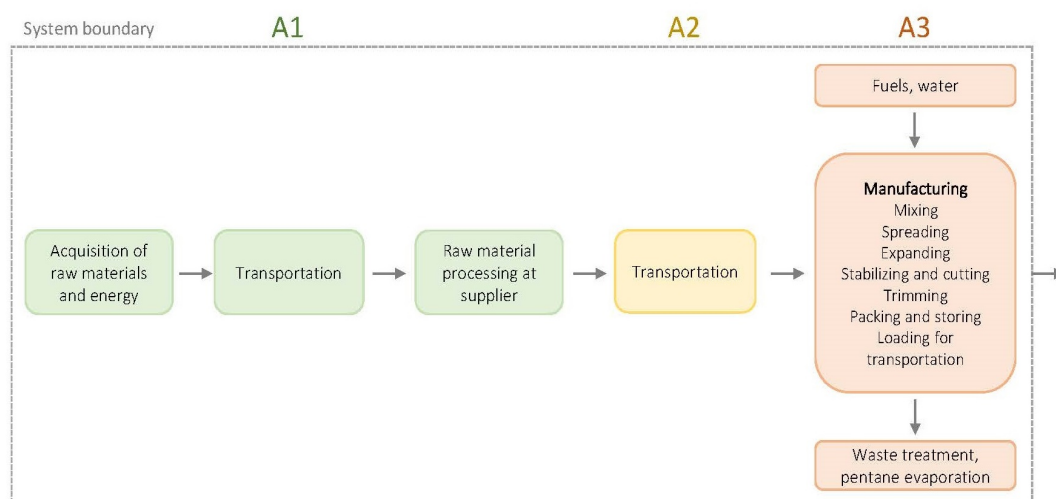 System boundary
A1
A2
A3
Fuels, water
Acquisition of
raw materials
and energy
Transportation
Raw material
processing at
supplier
Transportation
Manufacturing
Mixing
Spreading
Expanding
Stabilizing and cutting
Trimming
Packing and storing
Loading for
transportation
Waste treatment,
pentane evaporation